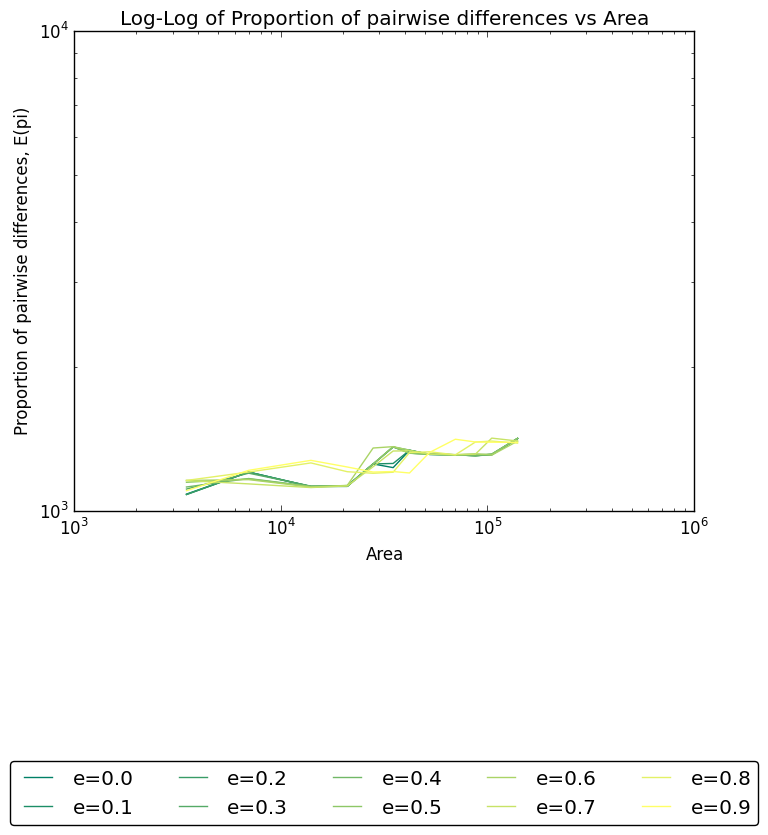 Log-Log of Proportion of pairwise differences vs Area
10^4
Proportion of pairwise differences, E(pi)
10^3
10^3 10^4 10^5 10^6
Area
e=0.0 e=0.2 e=0.4 e=0.6 e=0.8
e=0.1 e=0.3 e=0.5 e=0.7 e=0.9